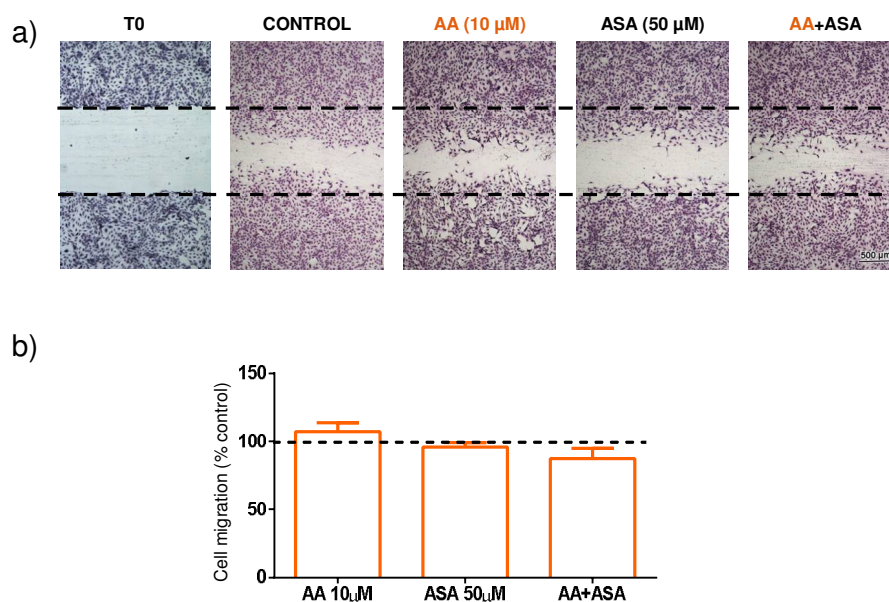 a)
T0 CONTROL AA (10 µM) ASA (50 µM) AA+ASA
500 µm
b)
Cell migration (% control)
150
100
50
0
AA 10µM ASA 50µM AA+ASA